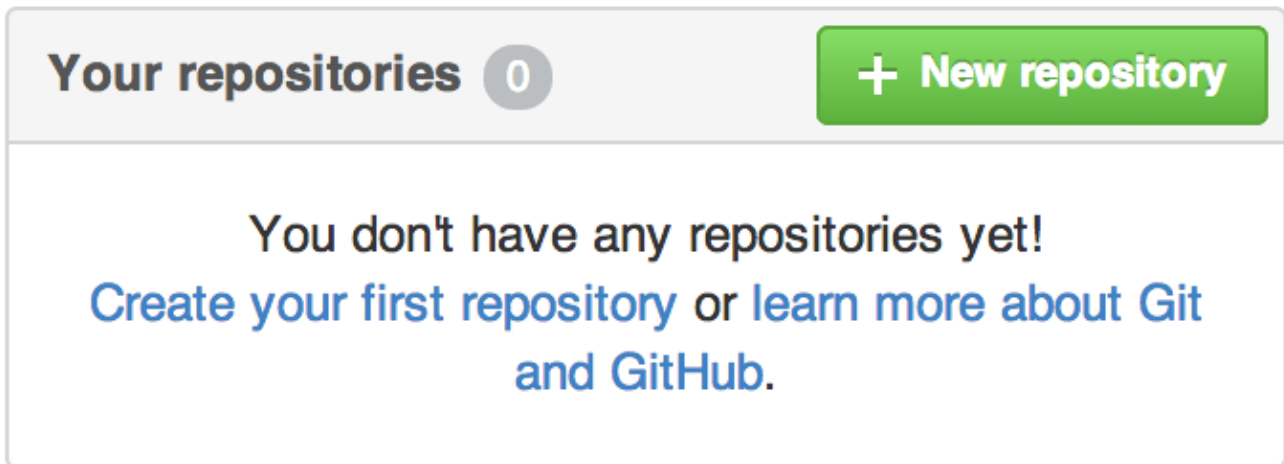 Your repositories 0
+ New repository
You don't have any repositories yet!
Create your first repository or learn more about Git
and GitHub.